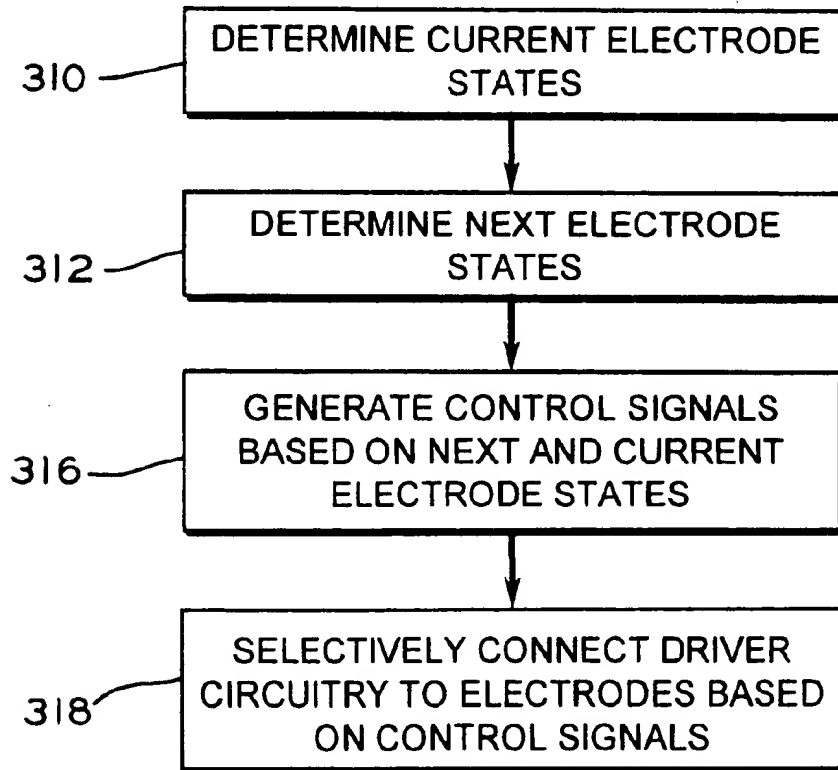 310
DETERMINE CURRENT ELECTRODE
STATES
312
DETERMINE NEXT ELECTRODE
STATES
316
GENERATE CONTROL SIGNALS
BASED ON NEXT AND CURRENT
ELECTRODE STATES
318
SELECTIVELY CONNECT DRIVER
CIRCUITRY TO ELECTRODES BASED
ON CONTROL SIGNALS